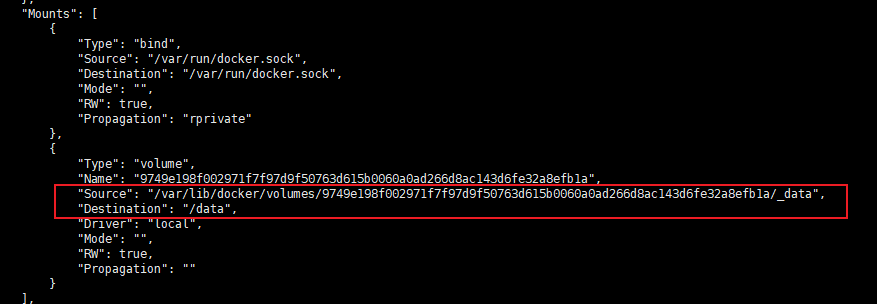 },
"Mounts": [
{
"Type": "bind",
"Source": "/var/run/docker.sock",
"Destination": "/var/run/docker.sock",
"Mode": "",
"RW": true,
"Propagation": "rprivate"
},
{
"Type": "volume",
"Name": "9749e198f002971f7f97d9f50763d615b0060a0ad266d8ac143d6fe32a8efb1a",
"Source": "/var/lib/docker/volumes/9749e198f002971f7f97d9f50763d615b0060a0ad266d8ac143d6fe32a8efb1a/_data",
"Destination": "/data",
"Driver": "local",
"Mode": "",
"RW": true,
"Propagation": ""
}
],